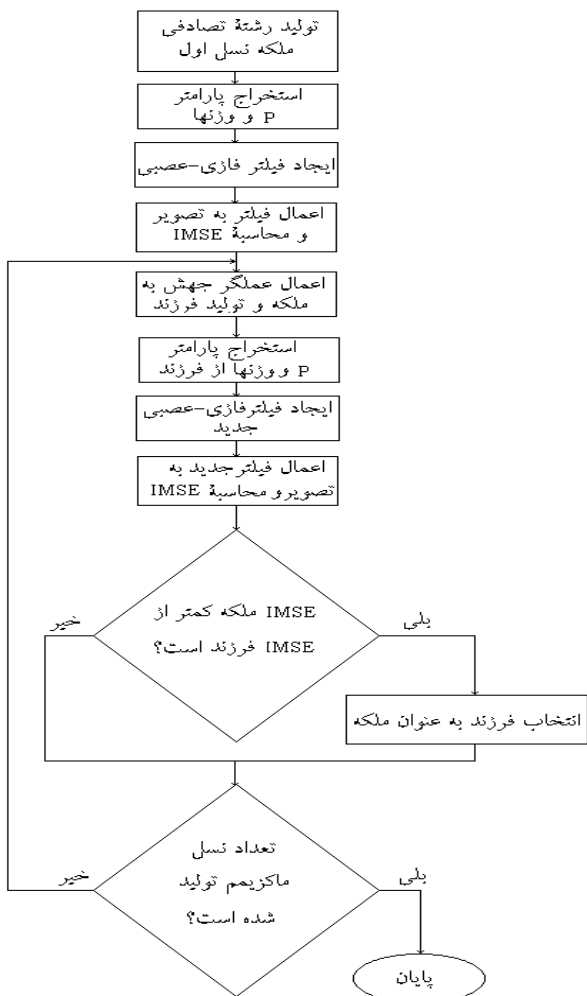 تولید رشتهٔ تصادفی
ملکه نسل اول
استخراج پارامتر
P و وزنها
ایجاد فیلتر فازی-عصبی
اعمال فیلتر به تصویر
و محاسبهٔ IMSE
اعمال عملگر جهش به
ملکه و تولید فرزند
استخراج پارامتر
P و وزنها از فرزند
ایجاد فیلترفازی-عصبی
جدید
اعمال فیلترجدید به
تصویرو محاسبهٔ IMSE
IMSE ملکه کمتر از
IMSE فرزند است؟
بلی
خیر
انتخاب فرزند به عنوان ملکه
تعداد نسل
ماکزیمم تولید
شده است؟
بلی
خیر
پایان